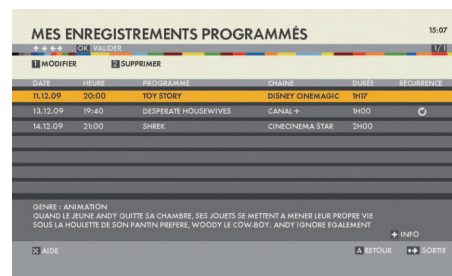 MES ENREGISTREMENTS PROGRAMMÉS 15:07
OK VALIDER 1/1
1 MODIFIER 2 SUPPRIMER
DATE HEURE PROGRAMME CHAINE DURÉE RÉCURRENCE
11.12.09 20:00 TOY STORY DISNEY CINEMAGIC 1H17
13.12.09 19:40 DESPERATE HOUSEWIVES CANAL+ 1H00
14.12.09 21:00 SHREK CINECINEMA STAR 2H00
GENRE : ANIMATION
QUAND LE JEUNE ANDY QUITTE SA CHAMBRE, SES JOUETS SE METTENT A MENER LEUR PROPRE VIE
SOUS LA HOULETTE DE SON PANTIN PREFERE, WOODY LE COW-BOY. ANDY IGNORE EGALEMENT
+ INFO
AIDE A RETOUR SORTIE